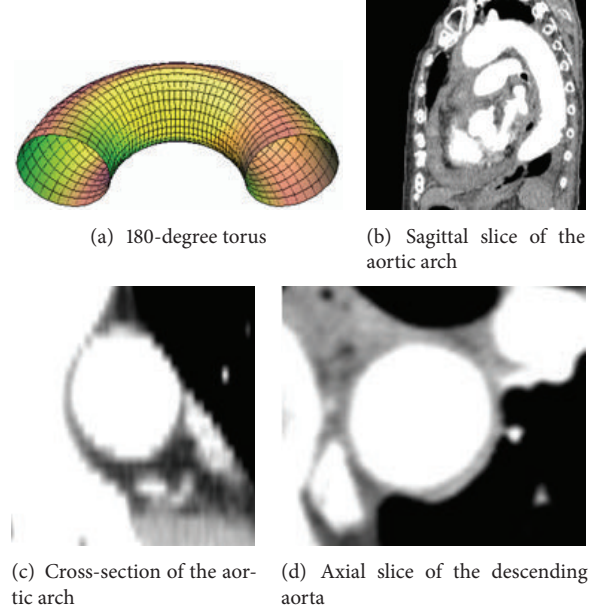 (a) 180-degree torus
(b) Sagittal slice of the
aortic arch
(c) Cross-section of the aor-
tic arch
(d) Axial slice of the descending
aorta